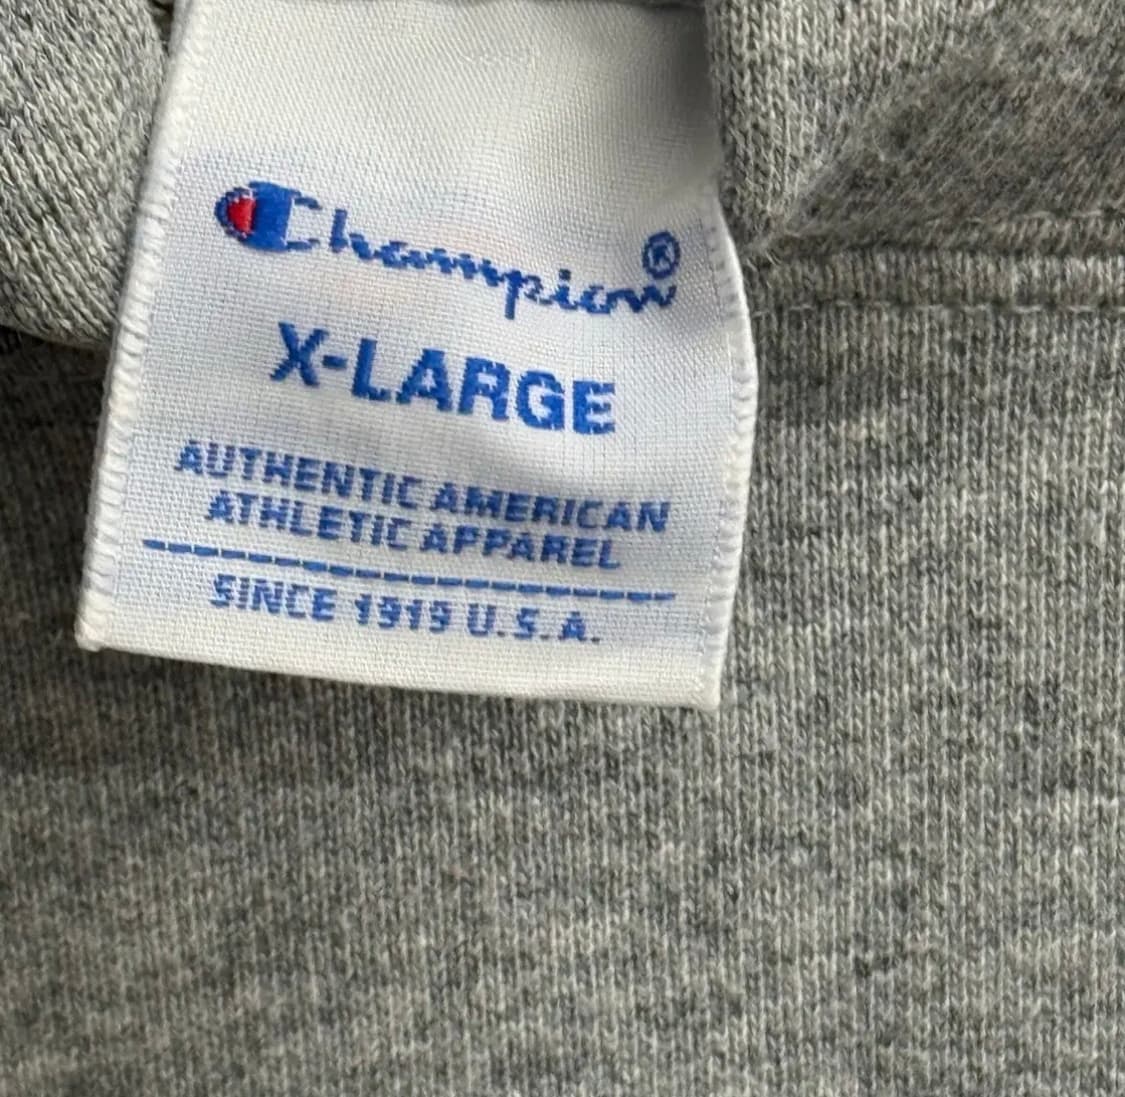 Champion®
X-LARGE
AUTHENTIC AMERICAN
ATHLETIC APPAREL
SINCE 1919 U.S.A.